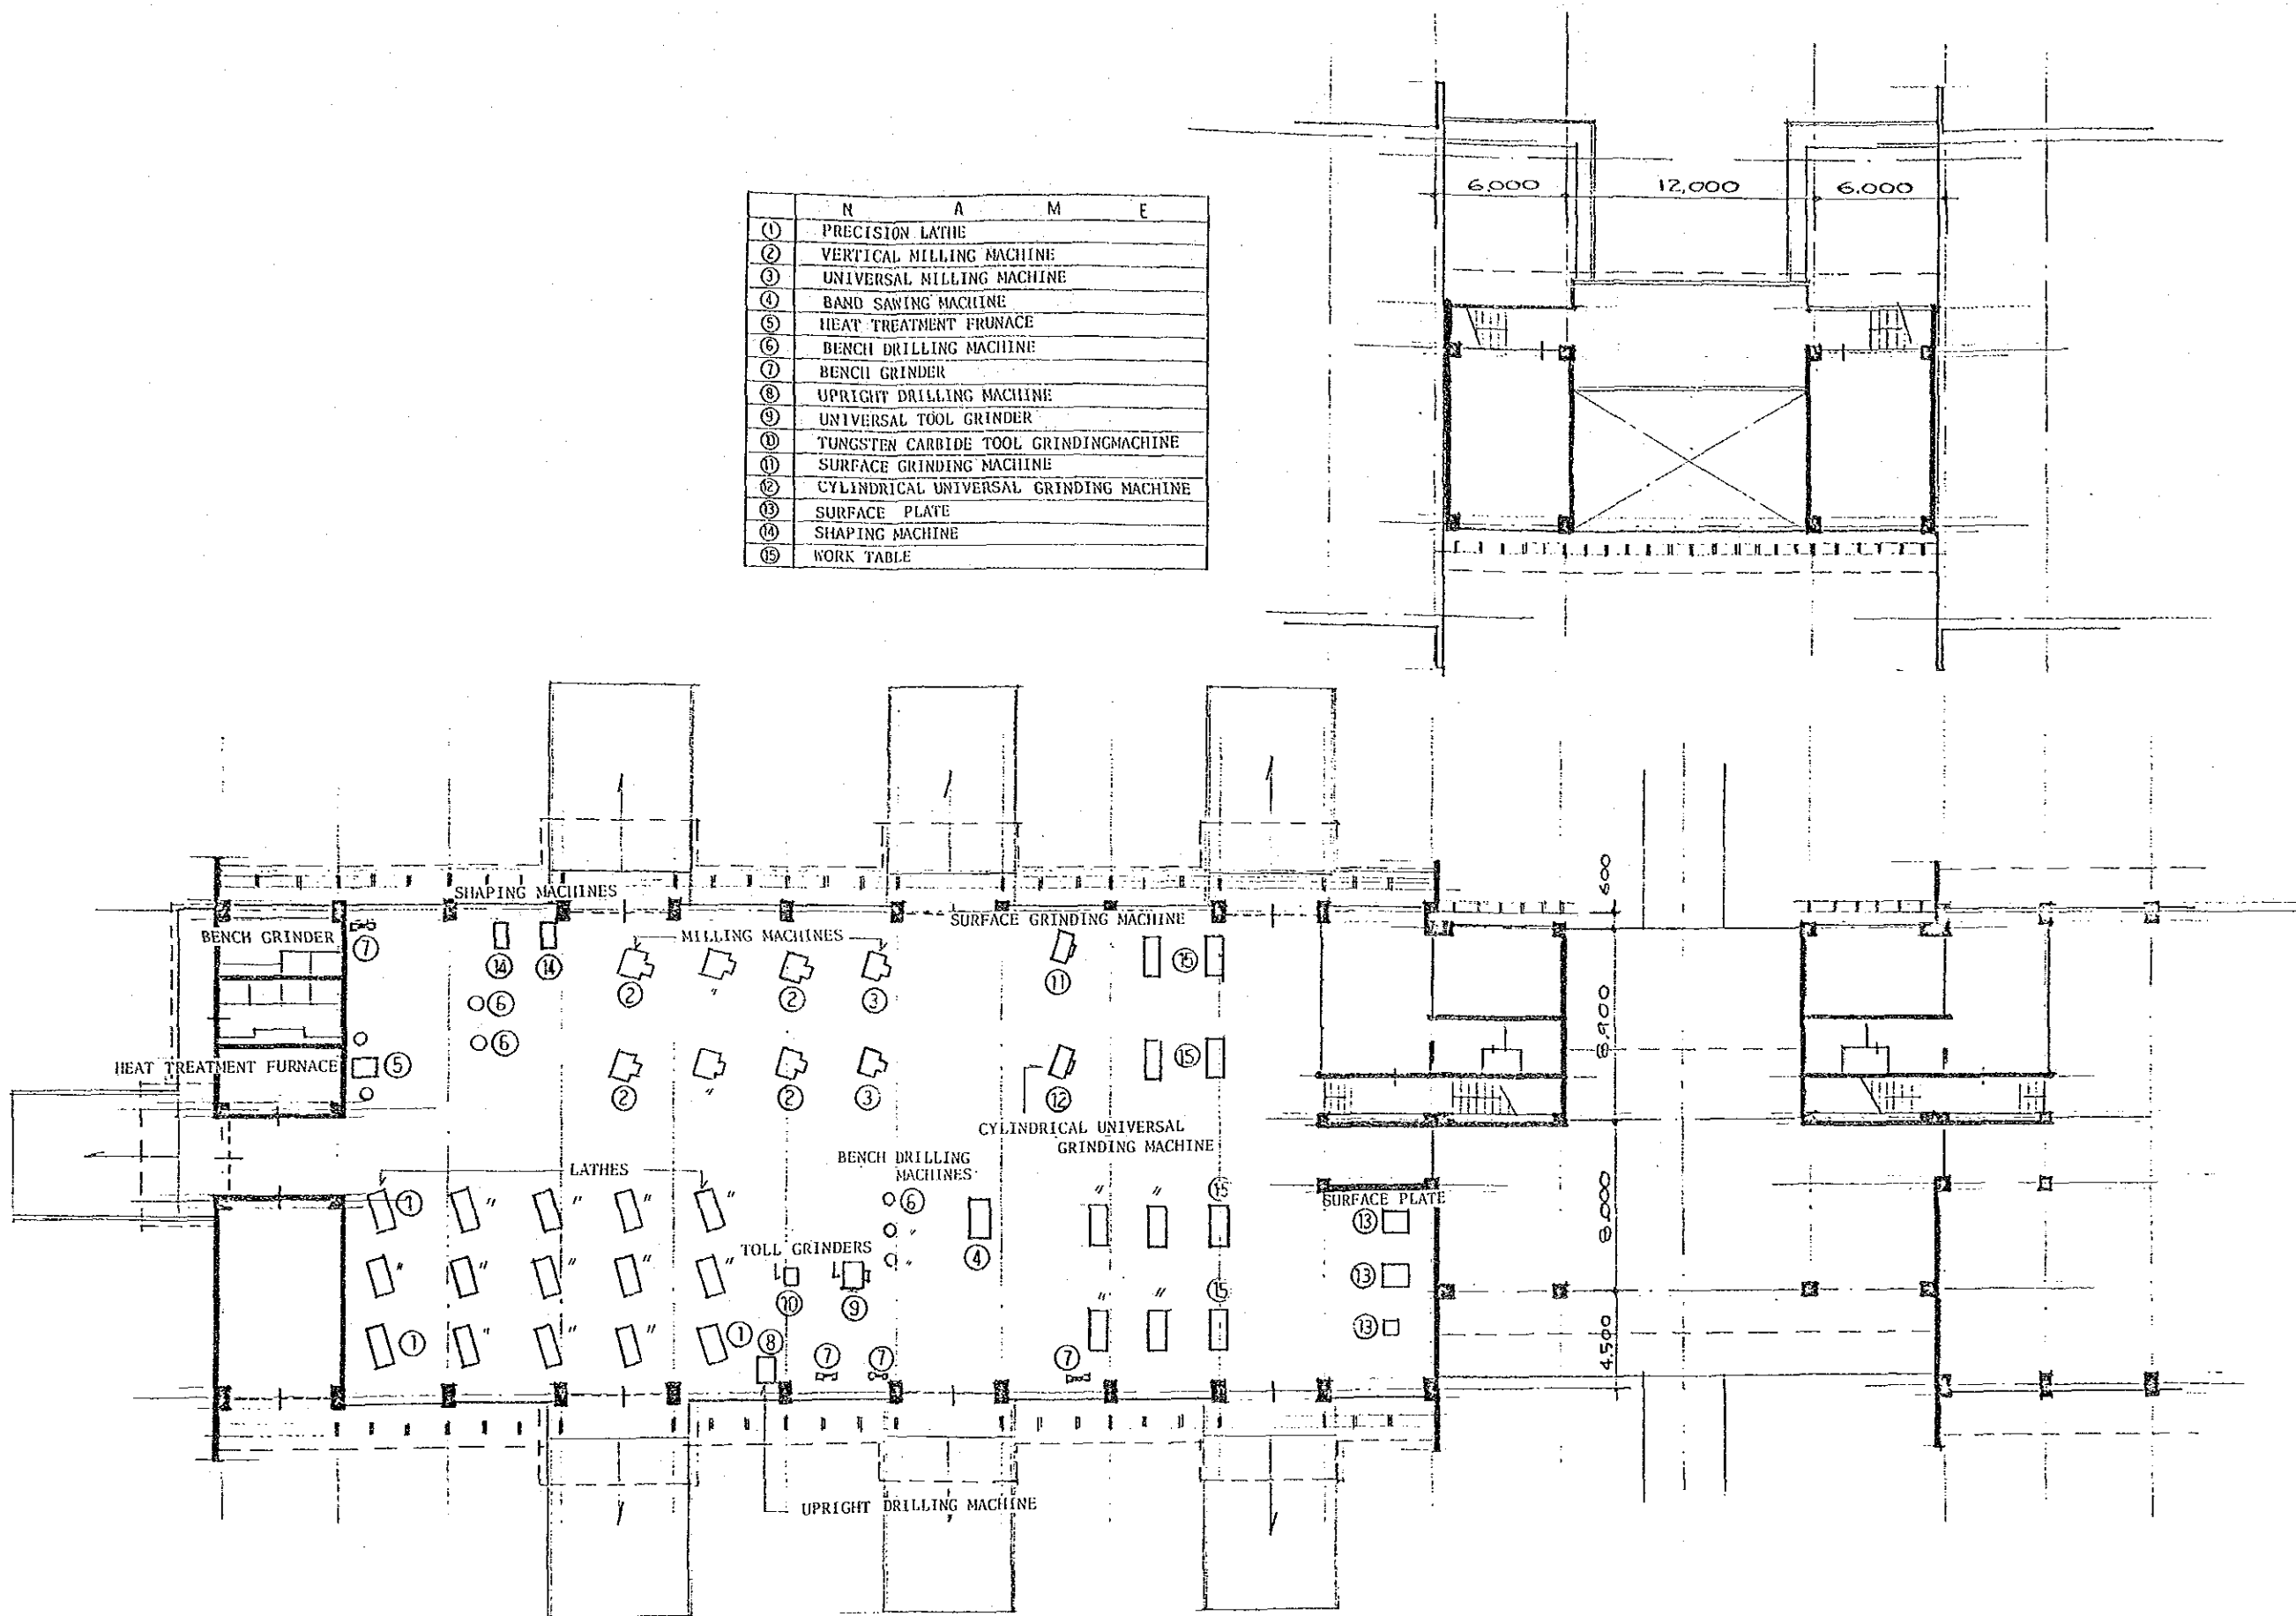 N A M E
① PRECISION LATHE
② VERTICAL MILLING MACHINE
③ UNIVERSAL MILLING MACHINE
④ BAND SAWING MACHINE
⑤ HEAT TREATMENT FRUNACE
⑥ BENCH DRILLING MACHINE
⑦ BENCH GRINDER
⑧ UPRIGHT DRILLING MACHINE
⑨ UNIVERSAL TOOL GRINDER
⑩ TUNGSTEN CARBIDE TOOL GRINDINGMACHINE
⑪ SURFACE GRINDING MACHINE
⑫ CYLINDRICAL UNIVERSAL GRINDING MACHINE
⑬ SURFACE PLATE
⑭ SHAPING MACHINE
⑮ WORK TABLE
6,000 12,000 6.000
SHAPING MACHINES
600
SURFACE GRINDING MACHINE
BENCH GRINDER
⑦
MILLING MACHINES
⑭ ⑭
② " ② ③
⑪ ⑮
⑥
⑥
8,900
HEAT TREATMENT FURNACE
⑤
② " ② ③
⑫ ⑮
CYLINDRICAL UNIVERSAL
GRINDING MACHINE
BENCH DRILLING
MACHINES
LATHES
① " " " "
⑥
" " ⑮
SURFACE PLATE
⑬
8,000
"
TOLL GRINDERS
④
" " " " "
"
⑩ ⑨
" " ⑮
⑬
⑬
① " " " ①
⑧ ⑦ ⑦ ⑦
4,500
UPRIGHT DRILLING MACHINE